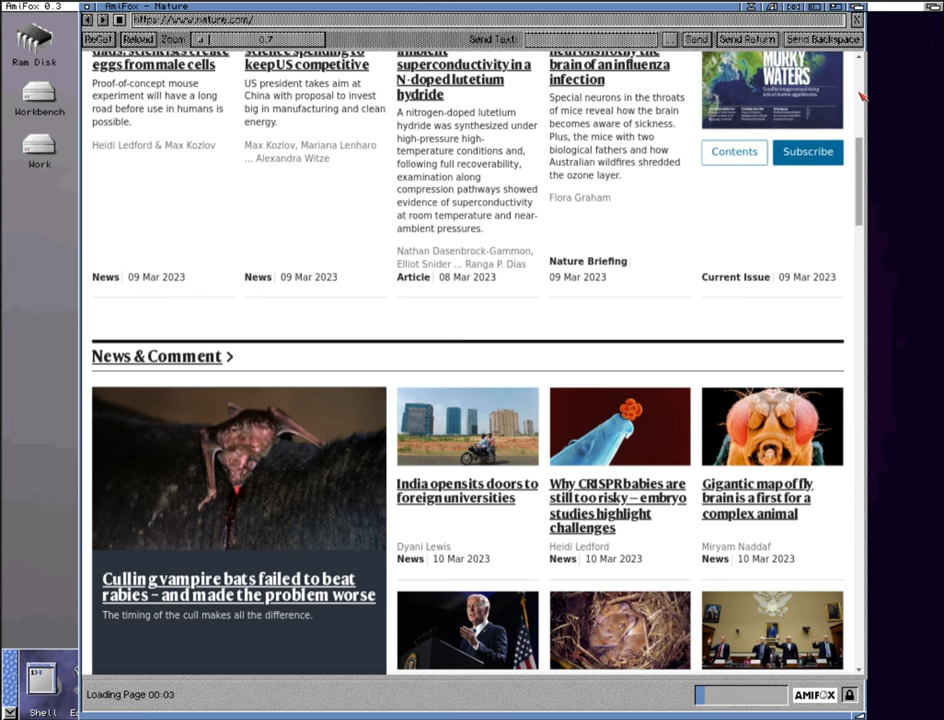 AmiFox 0.3
AmiFox - Nature
https://www.nature.com/
ReGet
Reload
Zoom
0.7
Send Text:
Send
Send Return
Send Backspace
Ram Disk
Workbench
Work
eggs from male cells
Proof-of-concept mouse
experiment will have a long
road before use in humans is
possible.
Heidi Ledford & Max Kozlov
News
09 Mar 2023
science spending to
keep US competitive
US president takes aim at
China with proposal to invest
big in manufacturing and clean
energy.
Max Kozlov, Mariana Lenharo
... Alexandra Witze
News
09 Mar 2023
ambient
superconductivity in a
N-doped lutetium
hydride
A nitrogen-doped lutetium
hydride was synthesized under
high-pressure high-
temperature conditions and,
following full recoverability,
examination along
compression pathways showed
evidence of superconductivity
at room temperature and near-
ambient pressures.
Nathan Dasenbrock-Gammon,
Elliot Snider ... Ranga P. Dias
Article
08 Mar 2023
brain of an influenza
infection
Special neurons in the throats
of mice reveal how the brain
becomes aware of sickness.
Plus, the mice with two
biological fathers and how
Australian wildfires shredded
the ozone layer.
Flora Graham
Nature Briefing
09 Mar 2023
MURKY
WATERS
Contents
Subscribe
Current Issue
09 Mar 2023
News & Comment >
Culling vampire bats failed to beat
rabies – and made the problem worse
The timing of the cull makes all the difference.
India opens its doors to
foreign universities
Dyani Lewis
News
10 Mar 2023
Why CRISPR babies are
still too risky – embryo
studies highlight
challenges
Heidi Ledford
News
10 Mar 2023
Gigantic map of fly
brain is a first for a
complex animal
Miryam Naddaf
News
10 Mar 2023
Shell
Loading Page 00:03
AMIFOX